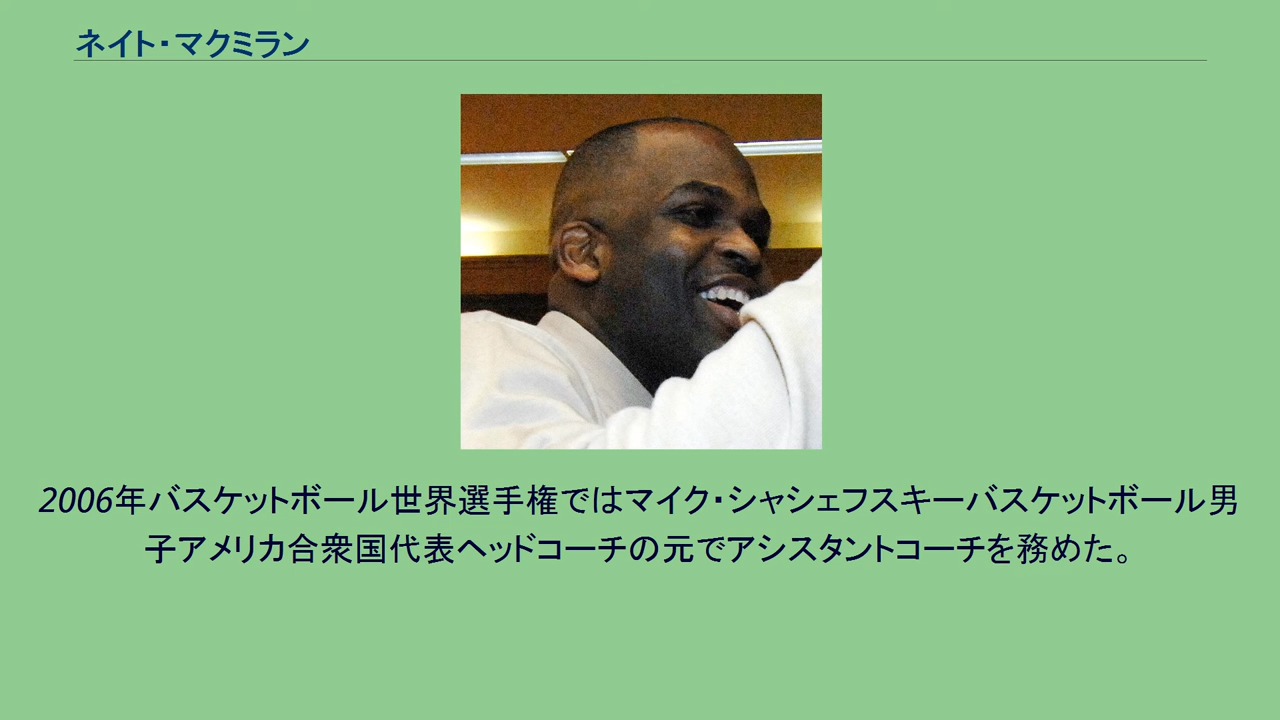 ネイト・マクミラン
2006年バスケットボール世界選手権ではマイク・シャシェフスキーバスケットボール男
子アメリカ合衆国代表ヘッドコーチの元でアシスタントコーチを務めた。